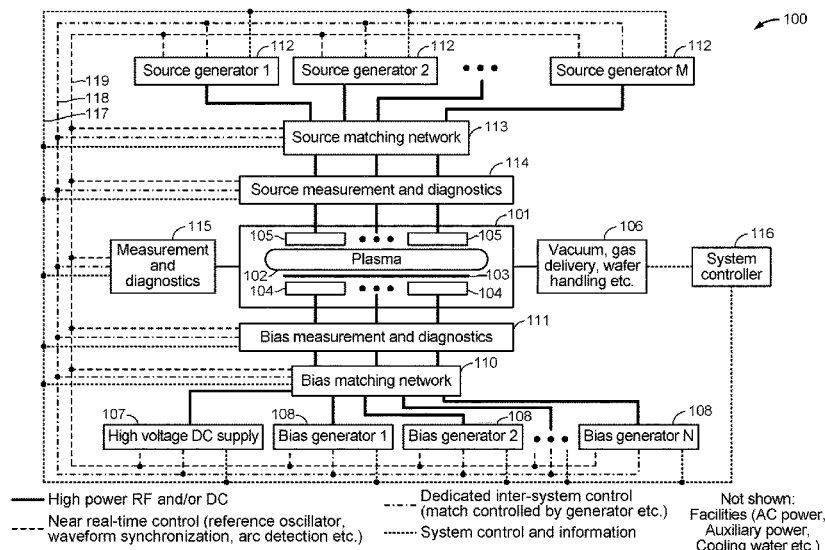 100
112
112
112
Source generator 1
Source generator 2
Source generator M
119
118
117
113
Source matching network
114
Source measurement and diagnostics
101
115
105
105
106
116
Measurement
and
diagnostics
Plasma
Vacuum, gas
delivery, wafer
handling etc.
System
controller
102
103
104
104
111
Bias measurement and diagnostics
110
Bias matching network
107
108
108
108
High voltage DC supply
Bias generator 1
Bias generator 2
Bias generator N
High power RF and/or DC
Near real-time control (reference oscillator,
waveform synchronization, arc detection etc.)
Dedicated inter-system control
(match controlled by generator etc.)
System control and information
Not shown:
Facilities (AC power,
Auxiliary power,
Cooling water etc.)